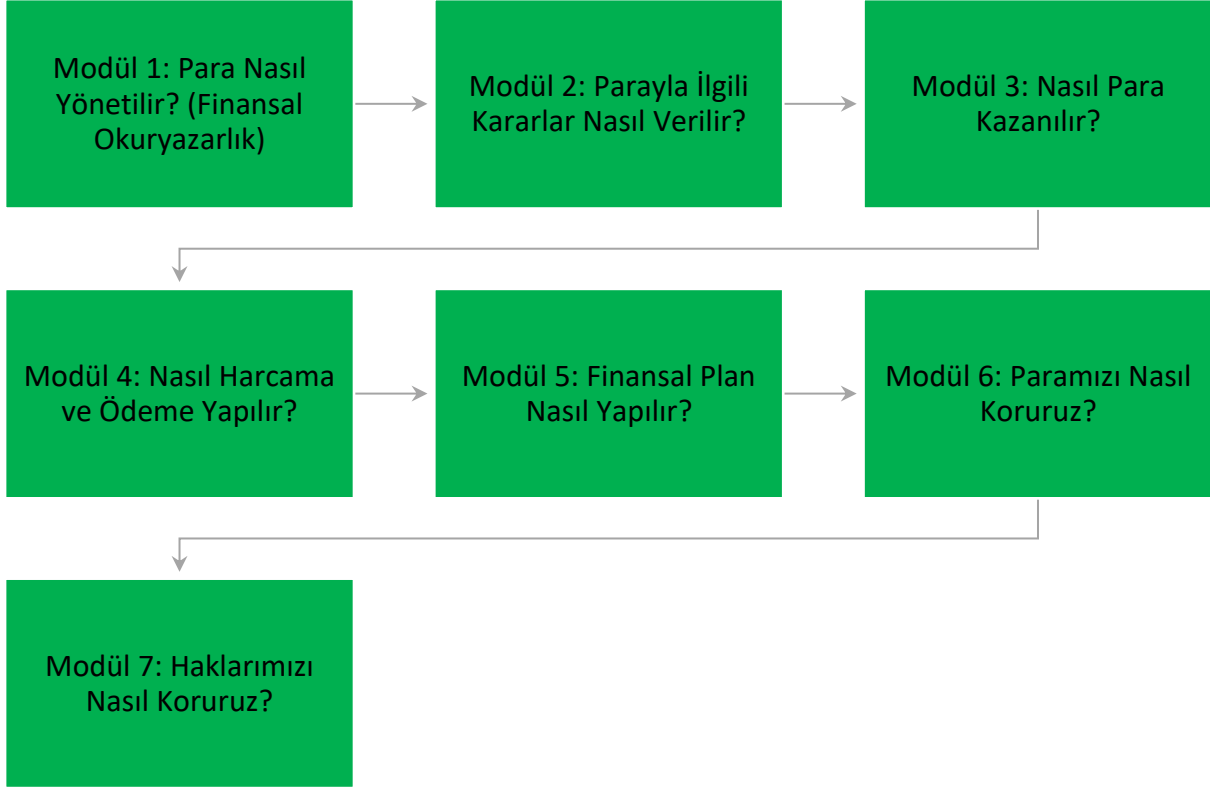 Modül 1: Para Nasıl
Yönetilir? (Finansal
Okuryazarlık)
Modül 2: Parayla İlgili
Kararlar Nasıl Verilir?
Modül 3: Nasıl Para
Kazanılır?
Modül 4: Nasıl Harcama
ve Ödeme Yapılır?
Modül 5: Finansal Plan
Nasıl Yapılır?
Modül 6: Paramızı Nasıl
Koruruz?
Modül 7: Haklarımızı
Nasıl Koruruz?